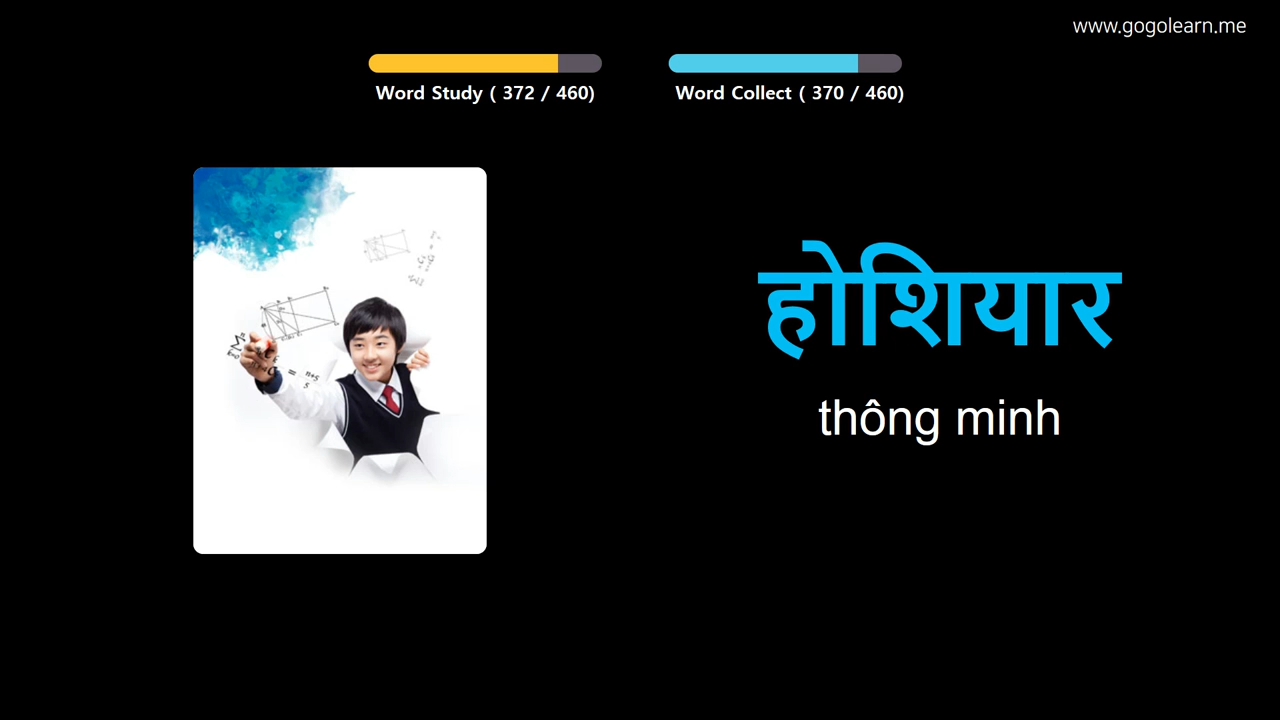 www.gogolearn.me
Word Study ( 372 / 460)
Word Collect ( 370 / 460)
होशियार
thông minh